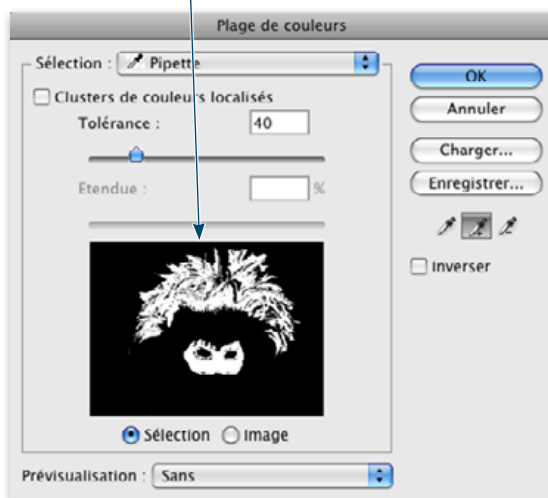 Plage de couleurs
Sélection : Pipette
Clusters de couleurs localisés
Tolérance : 40
Etendue : %
Sélection Image
Prévisualisation : Sans
OK
Annuler
Charger...
Enregistrer...
Inverser